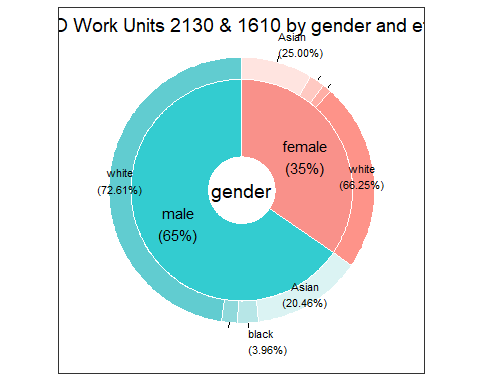 O Work Units 2130 & 1610 by gender and e
Asian
(25.00%)
female
(35%)
white
(66.25%)
white
(72.61%)
gender
male
(65%)
Asian
(20.46%)
black
(3.96%)